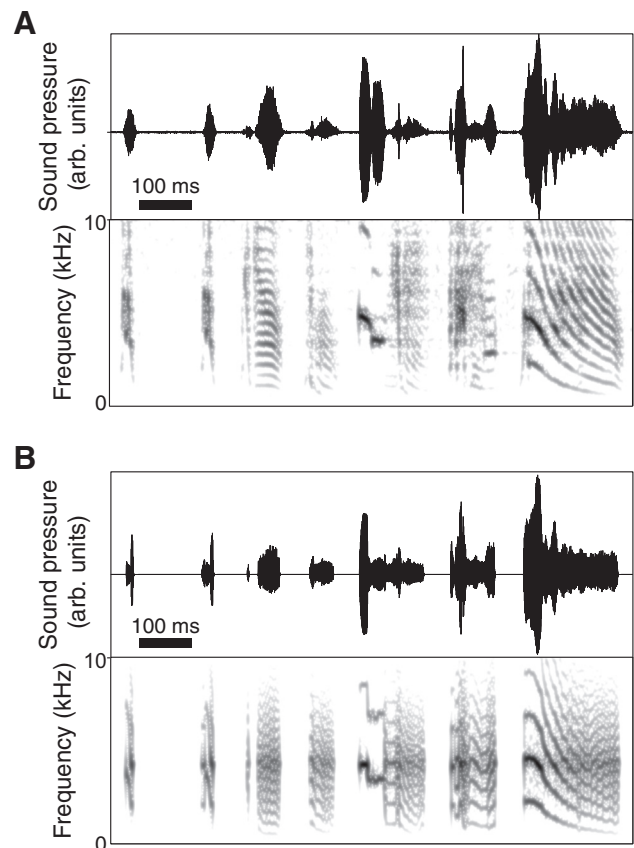 A
Sound pressure
(arb. units)
100 ms
10
Frequency (kHz)
0
B
Sound pressure
(arb. units)
100 ms
10
Frequency (kHz)
0